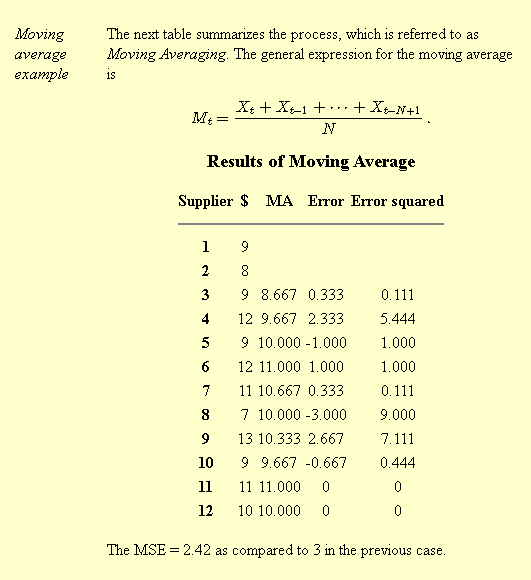 Moving average example
The next table summarizes the process, which is referred to as
Moving Averaging. The general expression for the moving average
is
M_t = (X_t + X_{t-1} + ··· + X_{t-N+1}) / N .
Results of Moving Average
Supplier $ MA Error Error squared
1 9
2 8
3 9 8.667 0.333 0.111
4 12 9.667 2.333 5.444
5 9 10.000 -1.000 1.000
6 12 11.000 1.000 1.000
7 11 10.667 0.333 0.111
8 7 10.000 -3.000 9.000
9 13 10.333 2.667 7.111
10 9 9.667 -0.667 0.444
11 11 11.000 0 0
12 10 10.000 0 0
The MSE = 2.42 as compared to 3 in the previous case.